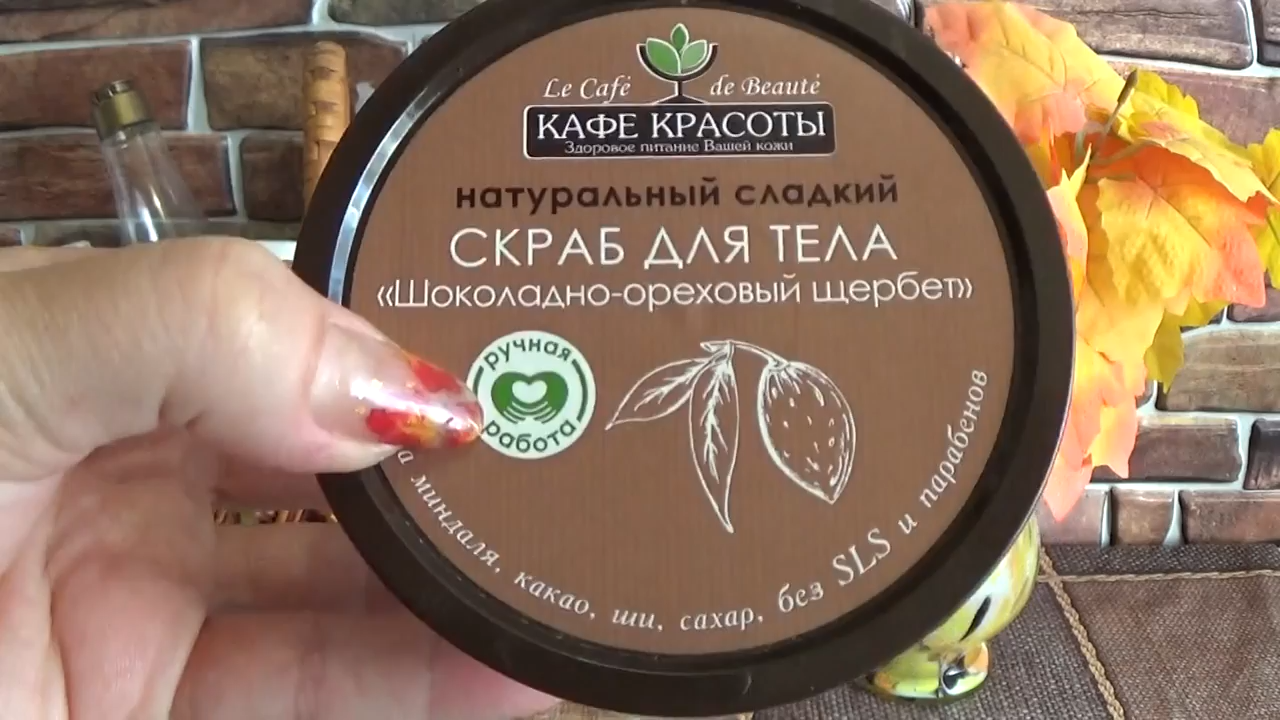 Le Café de Beauté
КАФЕ КРАСОТЫ
Здоровое питание Вашей кожи
натуральный сладкий
СКРАБ ДЛЯ ТЕЛА
«Шоколадно-ореховый щербет»
ручная
работа
миндаля, какао, ши, сахар, без SLS и парабенов